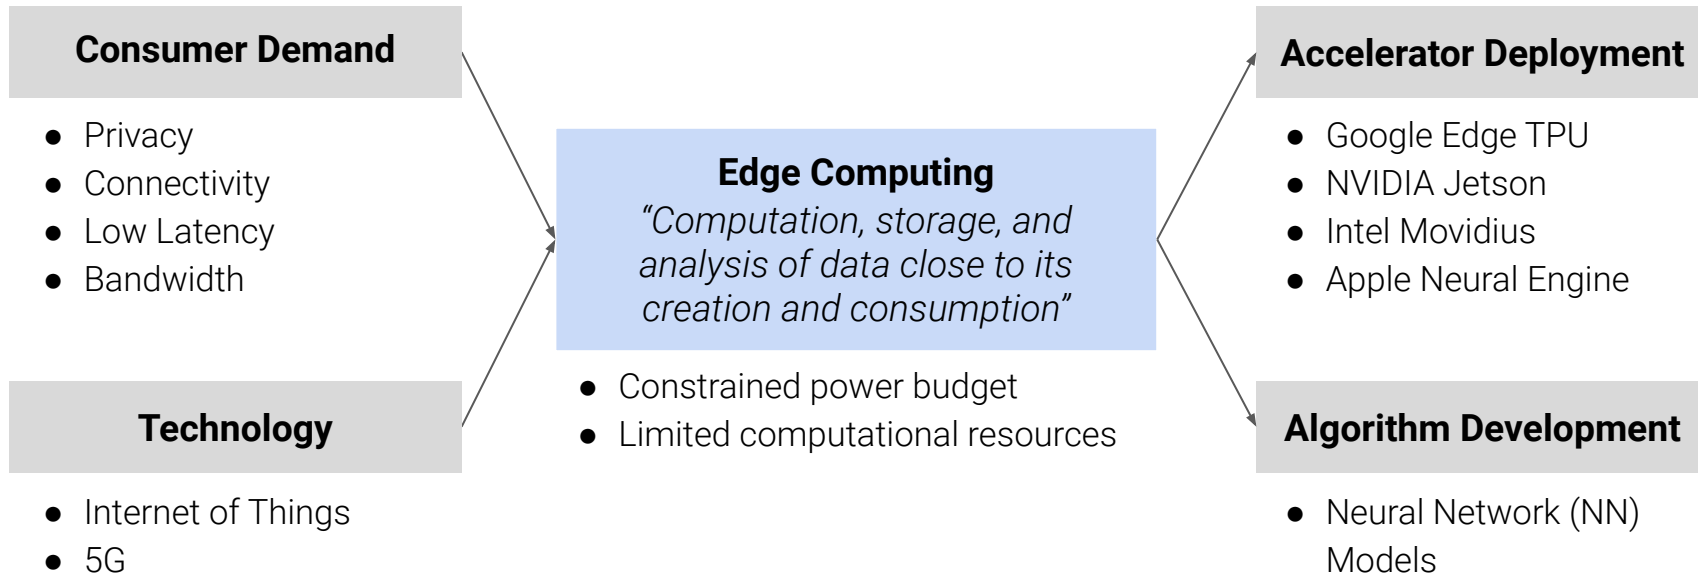 Consumer Demand
● Privacy
● Connectivity
● Low Latency
● Bandwidth
Technology
● Internet of Things
● 5G
Edge Computing
“Computation, storage, and
analysis of data close to its
creation and consumption”
● Constrained power budget
● Limited computational resources
Accelerator Deployment
● Google Edge TPU
● NVIDIA Jetson
● Intel Movidius
● Apple Neural Engine
Algorithm Development
● Neural Network (NN)
Models